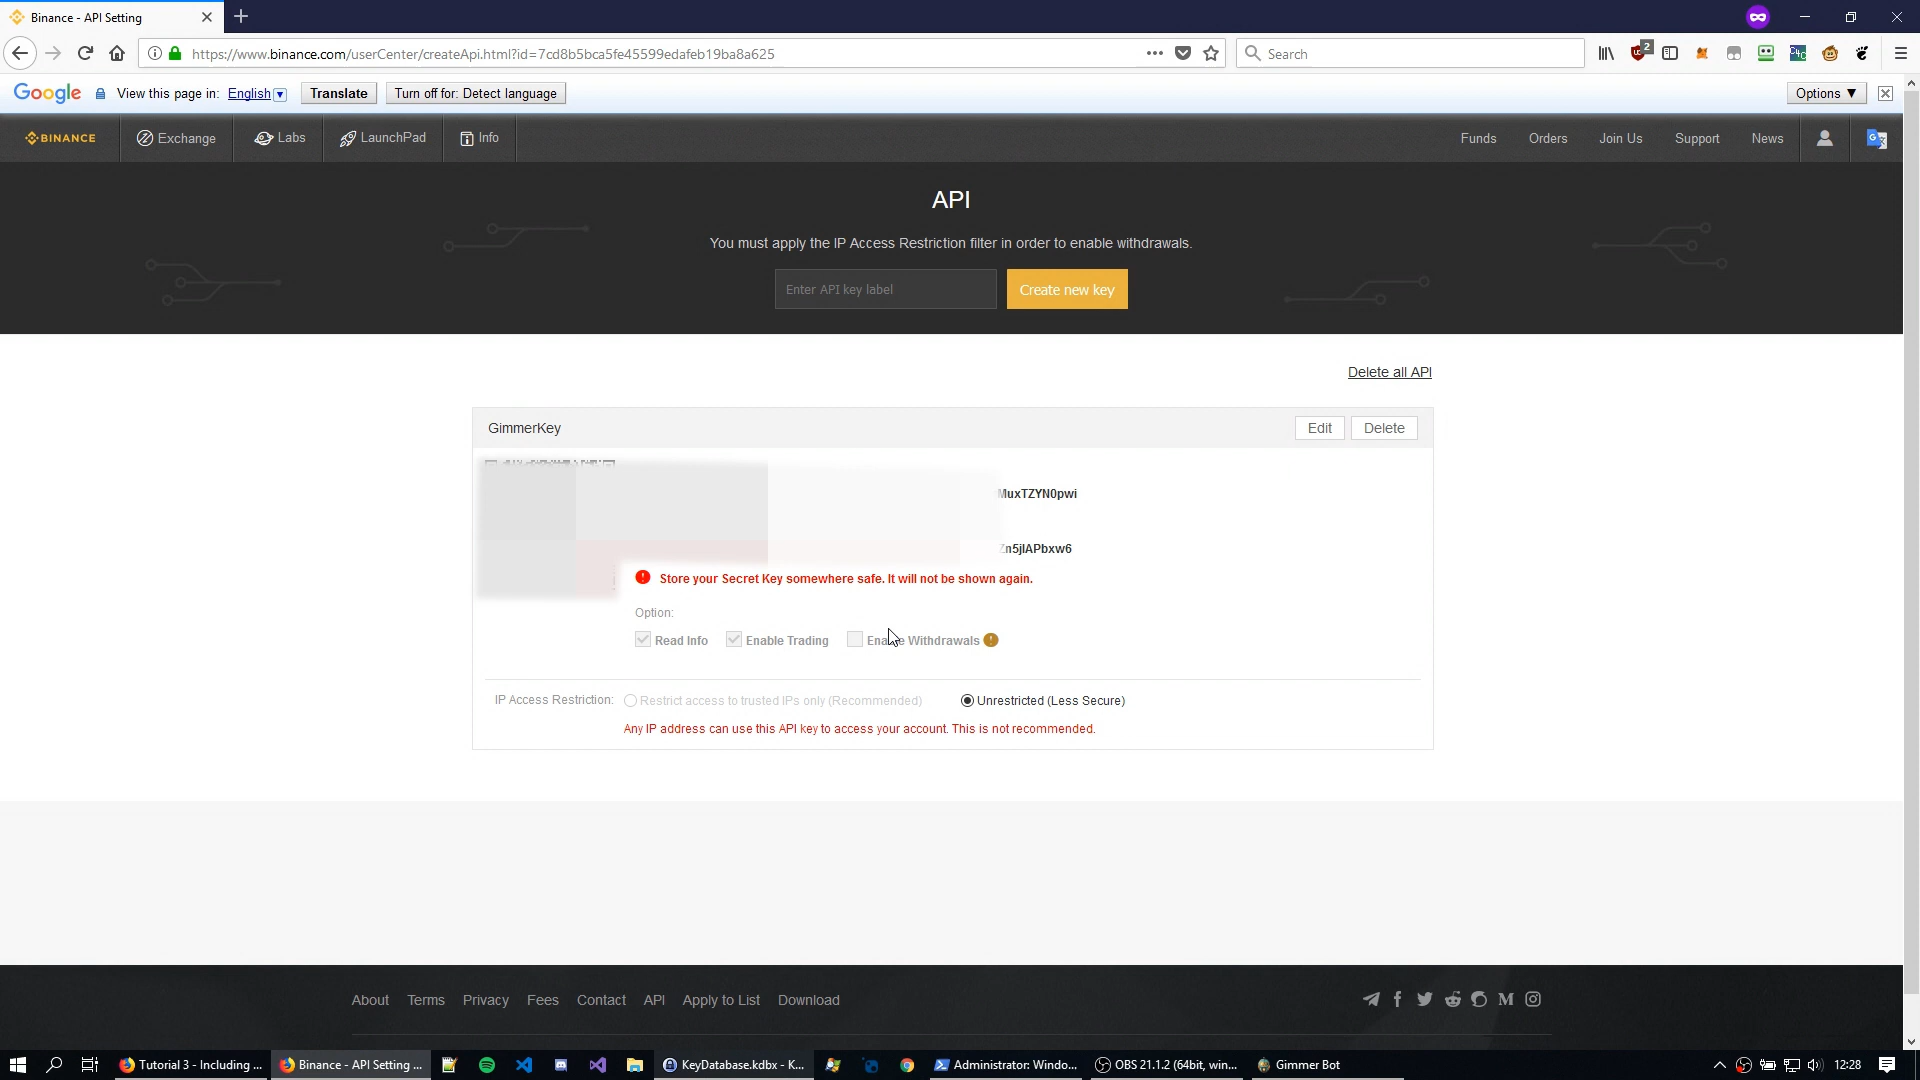 Binance - API Setting
https://www.binance.com/userCenter/createApi.html?id=7cd8b5bca5fe45599edafeb19ba8a625
Search
2
Google View this page in: English Translate Turn off for: Detect language Options ▼
BINANCE Exchange Labs LaunchPad Info Funds Orders Join Us Support News
API
You must apply the IP Access Restriction filter in order to enable withdrawals.
Enter API key label Create new key
Delete all API
GimmerKey Edit Delete
MuxTZYN0pwi
Zn5jIAPbxw6
Store your Secret Key somewhere safe. It will not be shown again.
Option:
Read Info Enable Trading Enable Withdrawals
IP Access Restriction: Restrict access to trusted IPs only (Recommended) Unrestricted (Less Secure)
Any IP address can use this API key to access your account. This is not recommended.
About Terms Privacy Fees Contact API Apply to List Download
Tutorial 3 - Including ... Binance - API Setting ... KeyDatabase.kdbx - K... Administrator: Windo... OBS 21.1.2 (64bit, win... Gimmer Bot 12:28